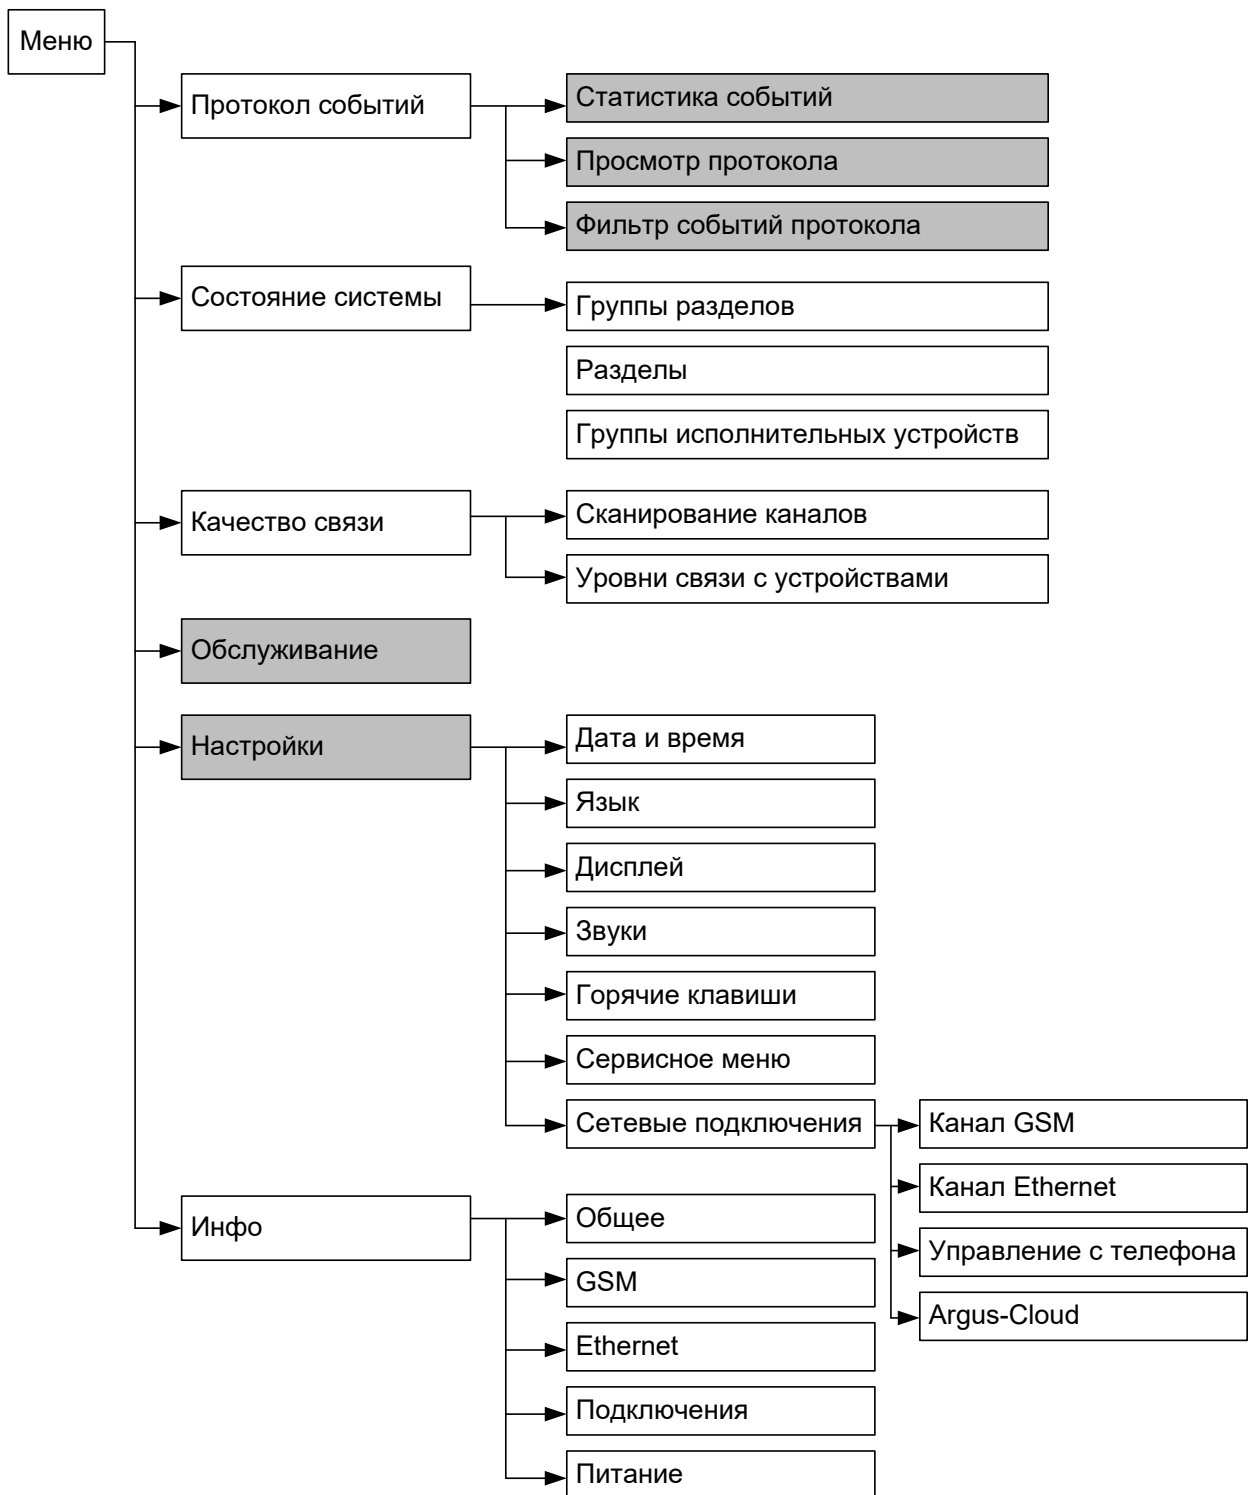 Меню
Протокол событий
Статистика событий
Просмотр протокола
Фильтр событий протокола
Состояние системы
Группы разделов
Разделы
Группы исполнительных устройств
Качество связи
Сканирование каналов
Уровни связи с устройствами
Обслуживание
Настройки
Дата и время
Язык
Дисплей
Звуки
Горячие клавиши
Сервисное меню
Сетевые подключения
Канал GSM
Канал Ethernet
Управление с телефона
Argus-Cloud
Инфо
Общее
GSM
Ethernet
Подключения
Питание